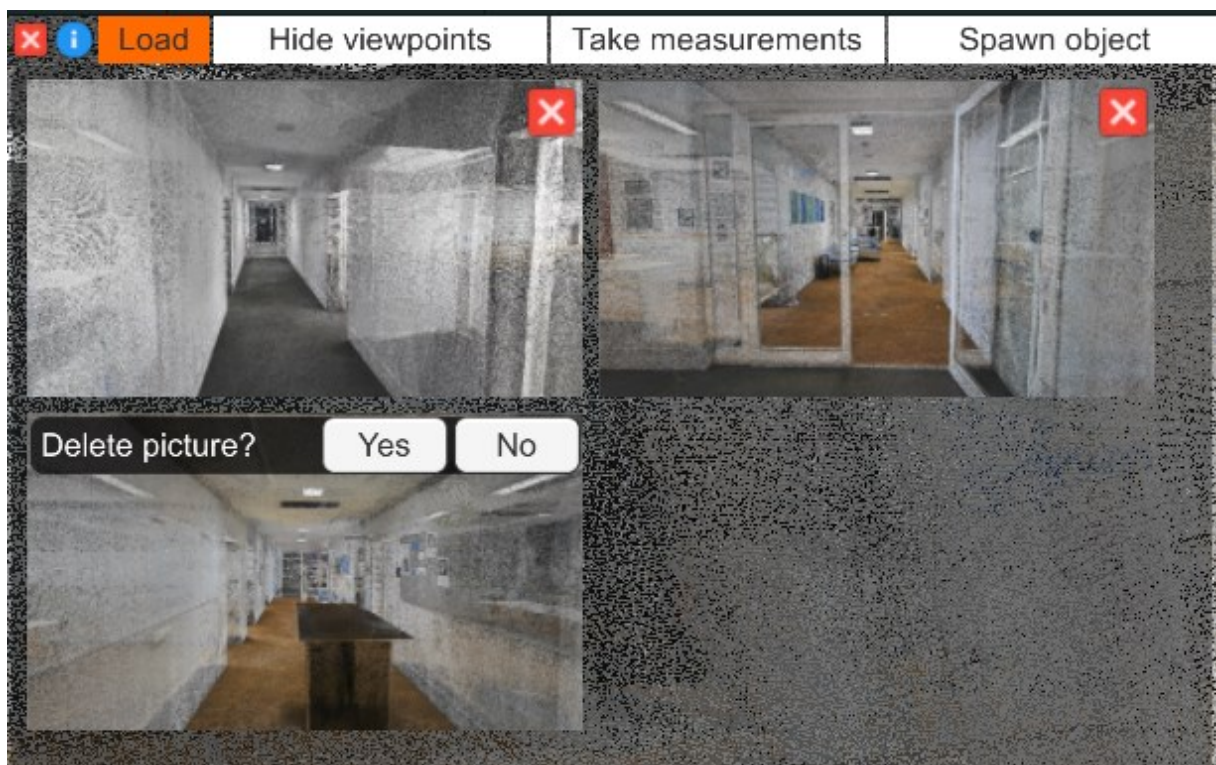 Load Hide viewpoints Take measurements Spawn object
Delete picture? Yes No